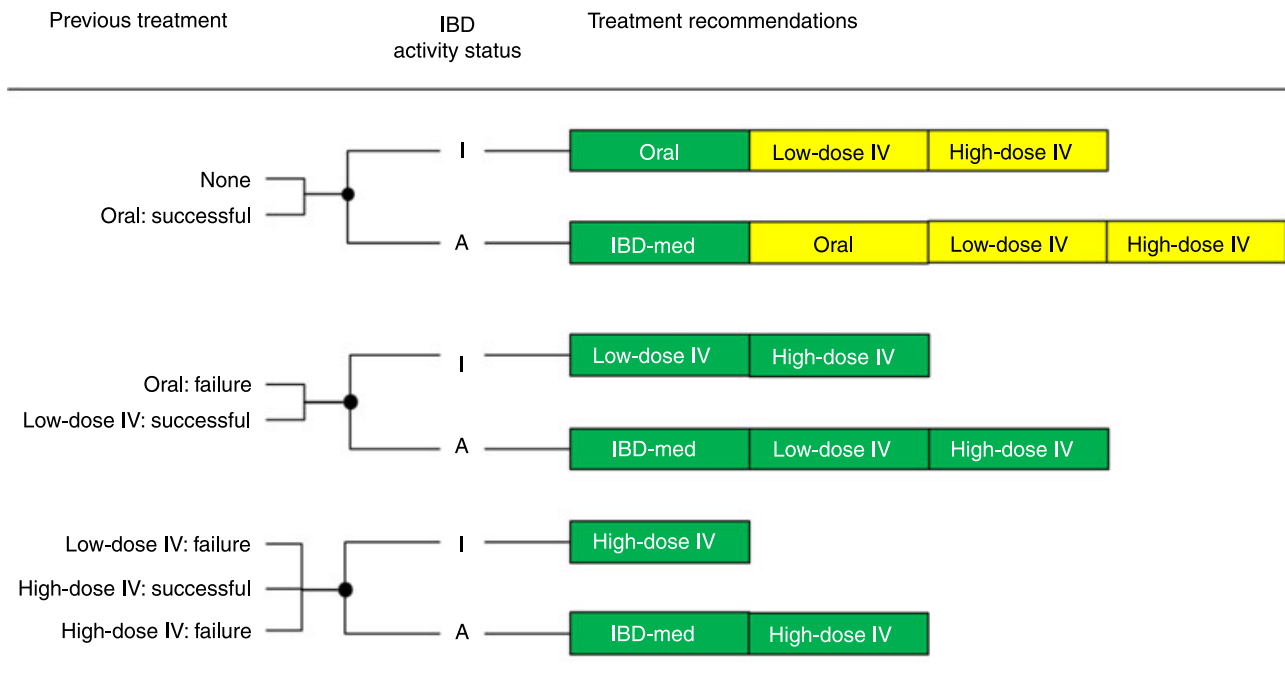 Previous treatment
IBD
activity status
Treatment recommendations
None
Oral: successful
I
Oral
Low-dose IV
High-dose IV
A
IBD-med
Oral
Low-dose IV
High-dose IV
Oral: failure
Low-dose IV: successful
I
Low-dose IV
High-dose IV
A
IBD-med
Low-dose IV
High-dose IV
Low-dose IV: failure
High-dose IV: successful
High-dose IV: failure
I
High-dose IV
A
IBD-med
High-dose IV